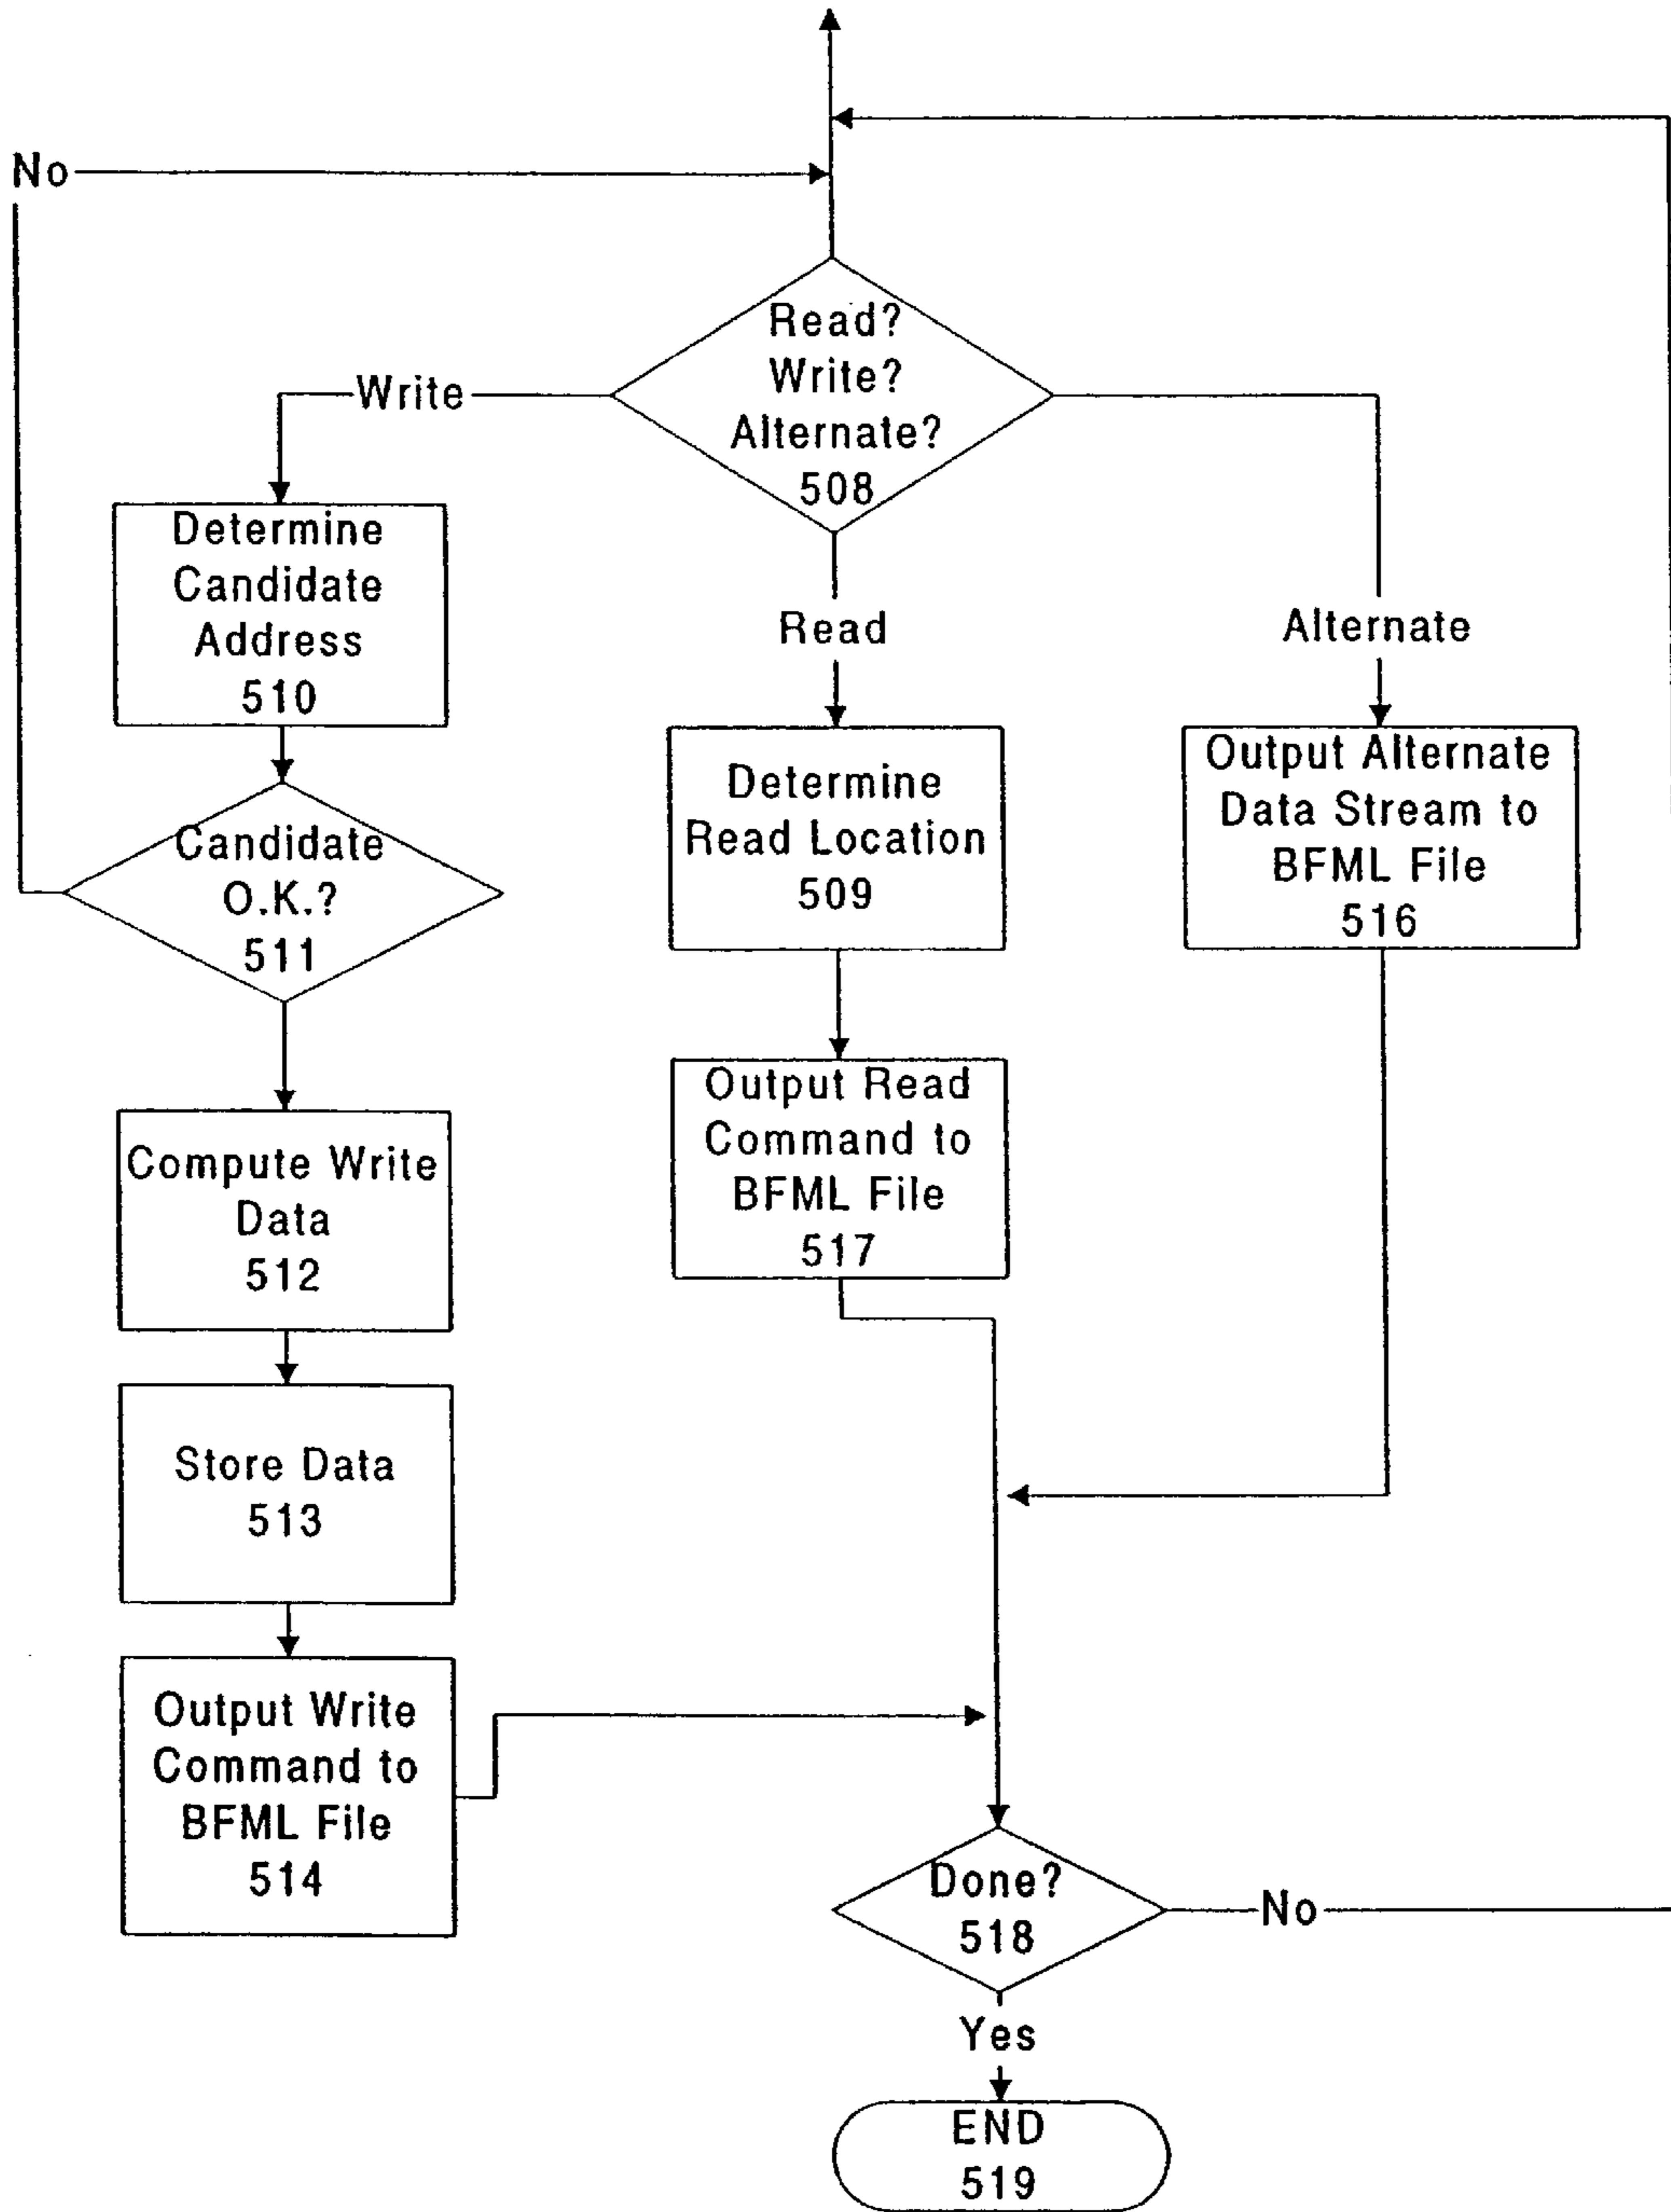 No
Read?
Write?
Alternate?
508
Write
Determine
Candidate
Address
510
Read
Alternate
Candidate
O.K.?
511
Determine
Read Location
509
Output Alternate
Data Stream to
BFML File
516
Compute Write
Data
512
Output Read
Command to
BFML File
517
Store Data
513
Output Write
Command to
BFML File
514
Done?
518
No
Yes
END
519